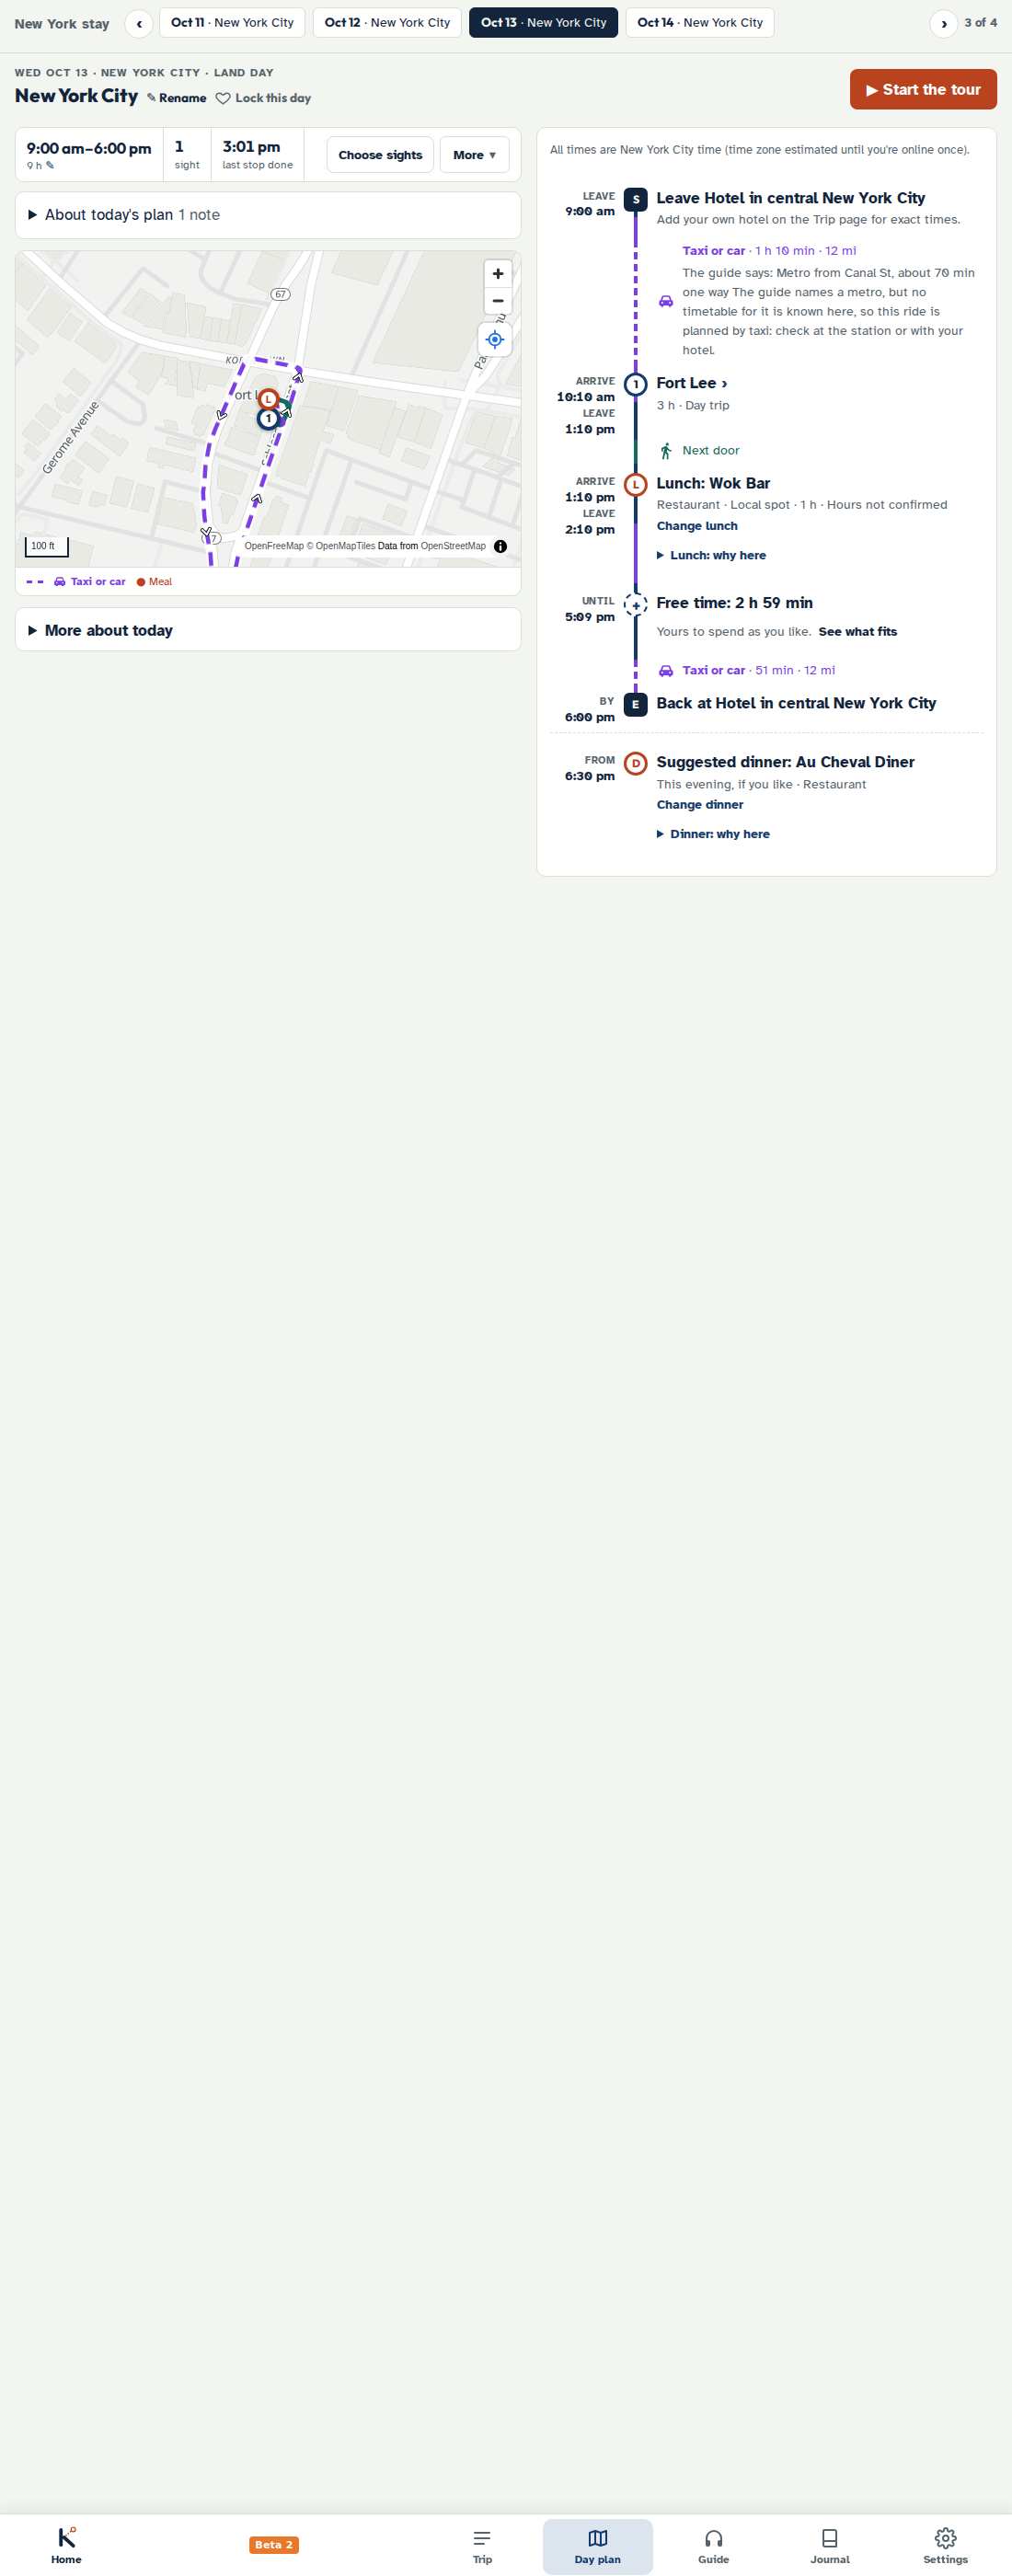 New York stay
‹
Oct 11 · New York City
Oct 12 · New York City
Oct 13 · New York City
Oct 14 · New York City
›
3 of 4
WED OCT 13 · NEW YORK CITY · LAND DAY
New York City
✎ Rename
Lock this day
▶ Start the tour
9:00 am–6:00 pm
9 h ✎
1
sight
3:01 pm
last stop done
Choose sights
More ▾
▶ About today's plan 1 note
67
+
−
Gerome Avenue
L
1
100 ft
OpenFreeMap © OpenMapTiles Data from OpenStreetMap
Taxi or car
Meal
▶ More about today
All times are New York City time (time zone estimated until you're online once).
LEAVE
9:00 am
S
Leave Hotel in central New York City
Add your own hotel on the Trip page for exact times.
Taxi or car · 1 h 10 min · 12 mi
The guide says: Metro from Canal St, about 70 min
one way The guide names a metro, but no
timetable for it is known here, so this ride is
planned by taxi: check at the station or with your
hotel.
ARRIVE
10:10 am
LEAVE
1:10 pm
1
Fort Lee ›
3 h · Day trip
Next door
ARRIVE
1:10 pm
LEAVE
2:10 pm
L
Lunch: Wok Bar
Restaurant · Local spot · 1 h · Hours not confirmed
Change lunch
▶ Lunch: why here
UNTIL
5:09 pm
+
Free time: 2 h 59 min
Yours to spend as you like. See what fits
Taxi or car · 51 min · 12 mi
BY
6:00 pm
E
Back at Hotel in central New York City
FROM
6:30 pm
D
Suggested dinner: Au Cheval Diner
This evening, if you like · Restaurant
Change dinner
▶ Dinner: why here
Home
Beta 2
Trip
Day plan
Guide
Journal
Settings